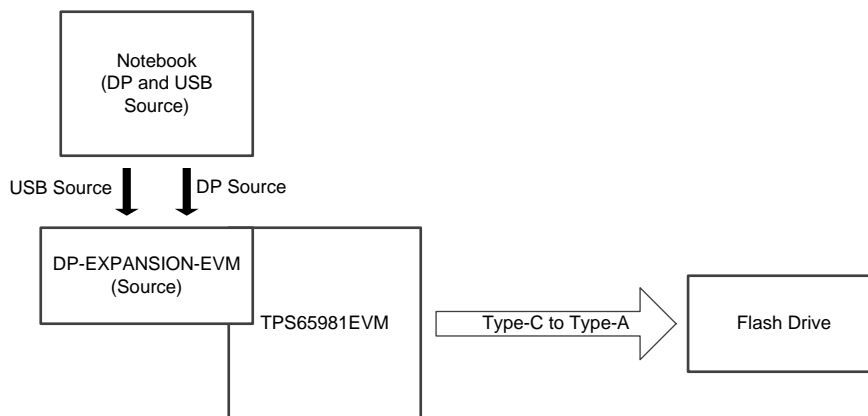 Notebook
(DP and USB
Source)
USB Source
DP Source
DP-EXPANSION-EVM
(Source)
TPS65981EVM
Type-C to Type-A
Flash Drive